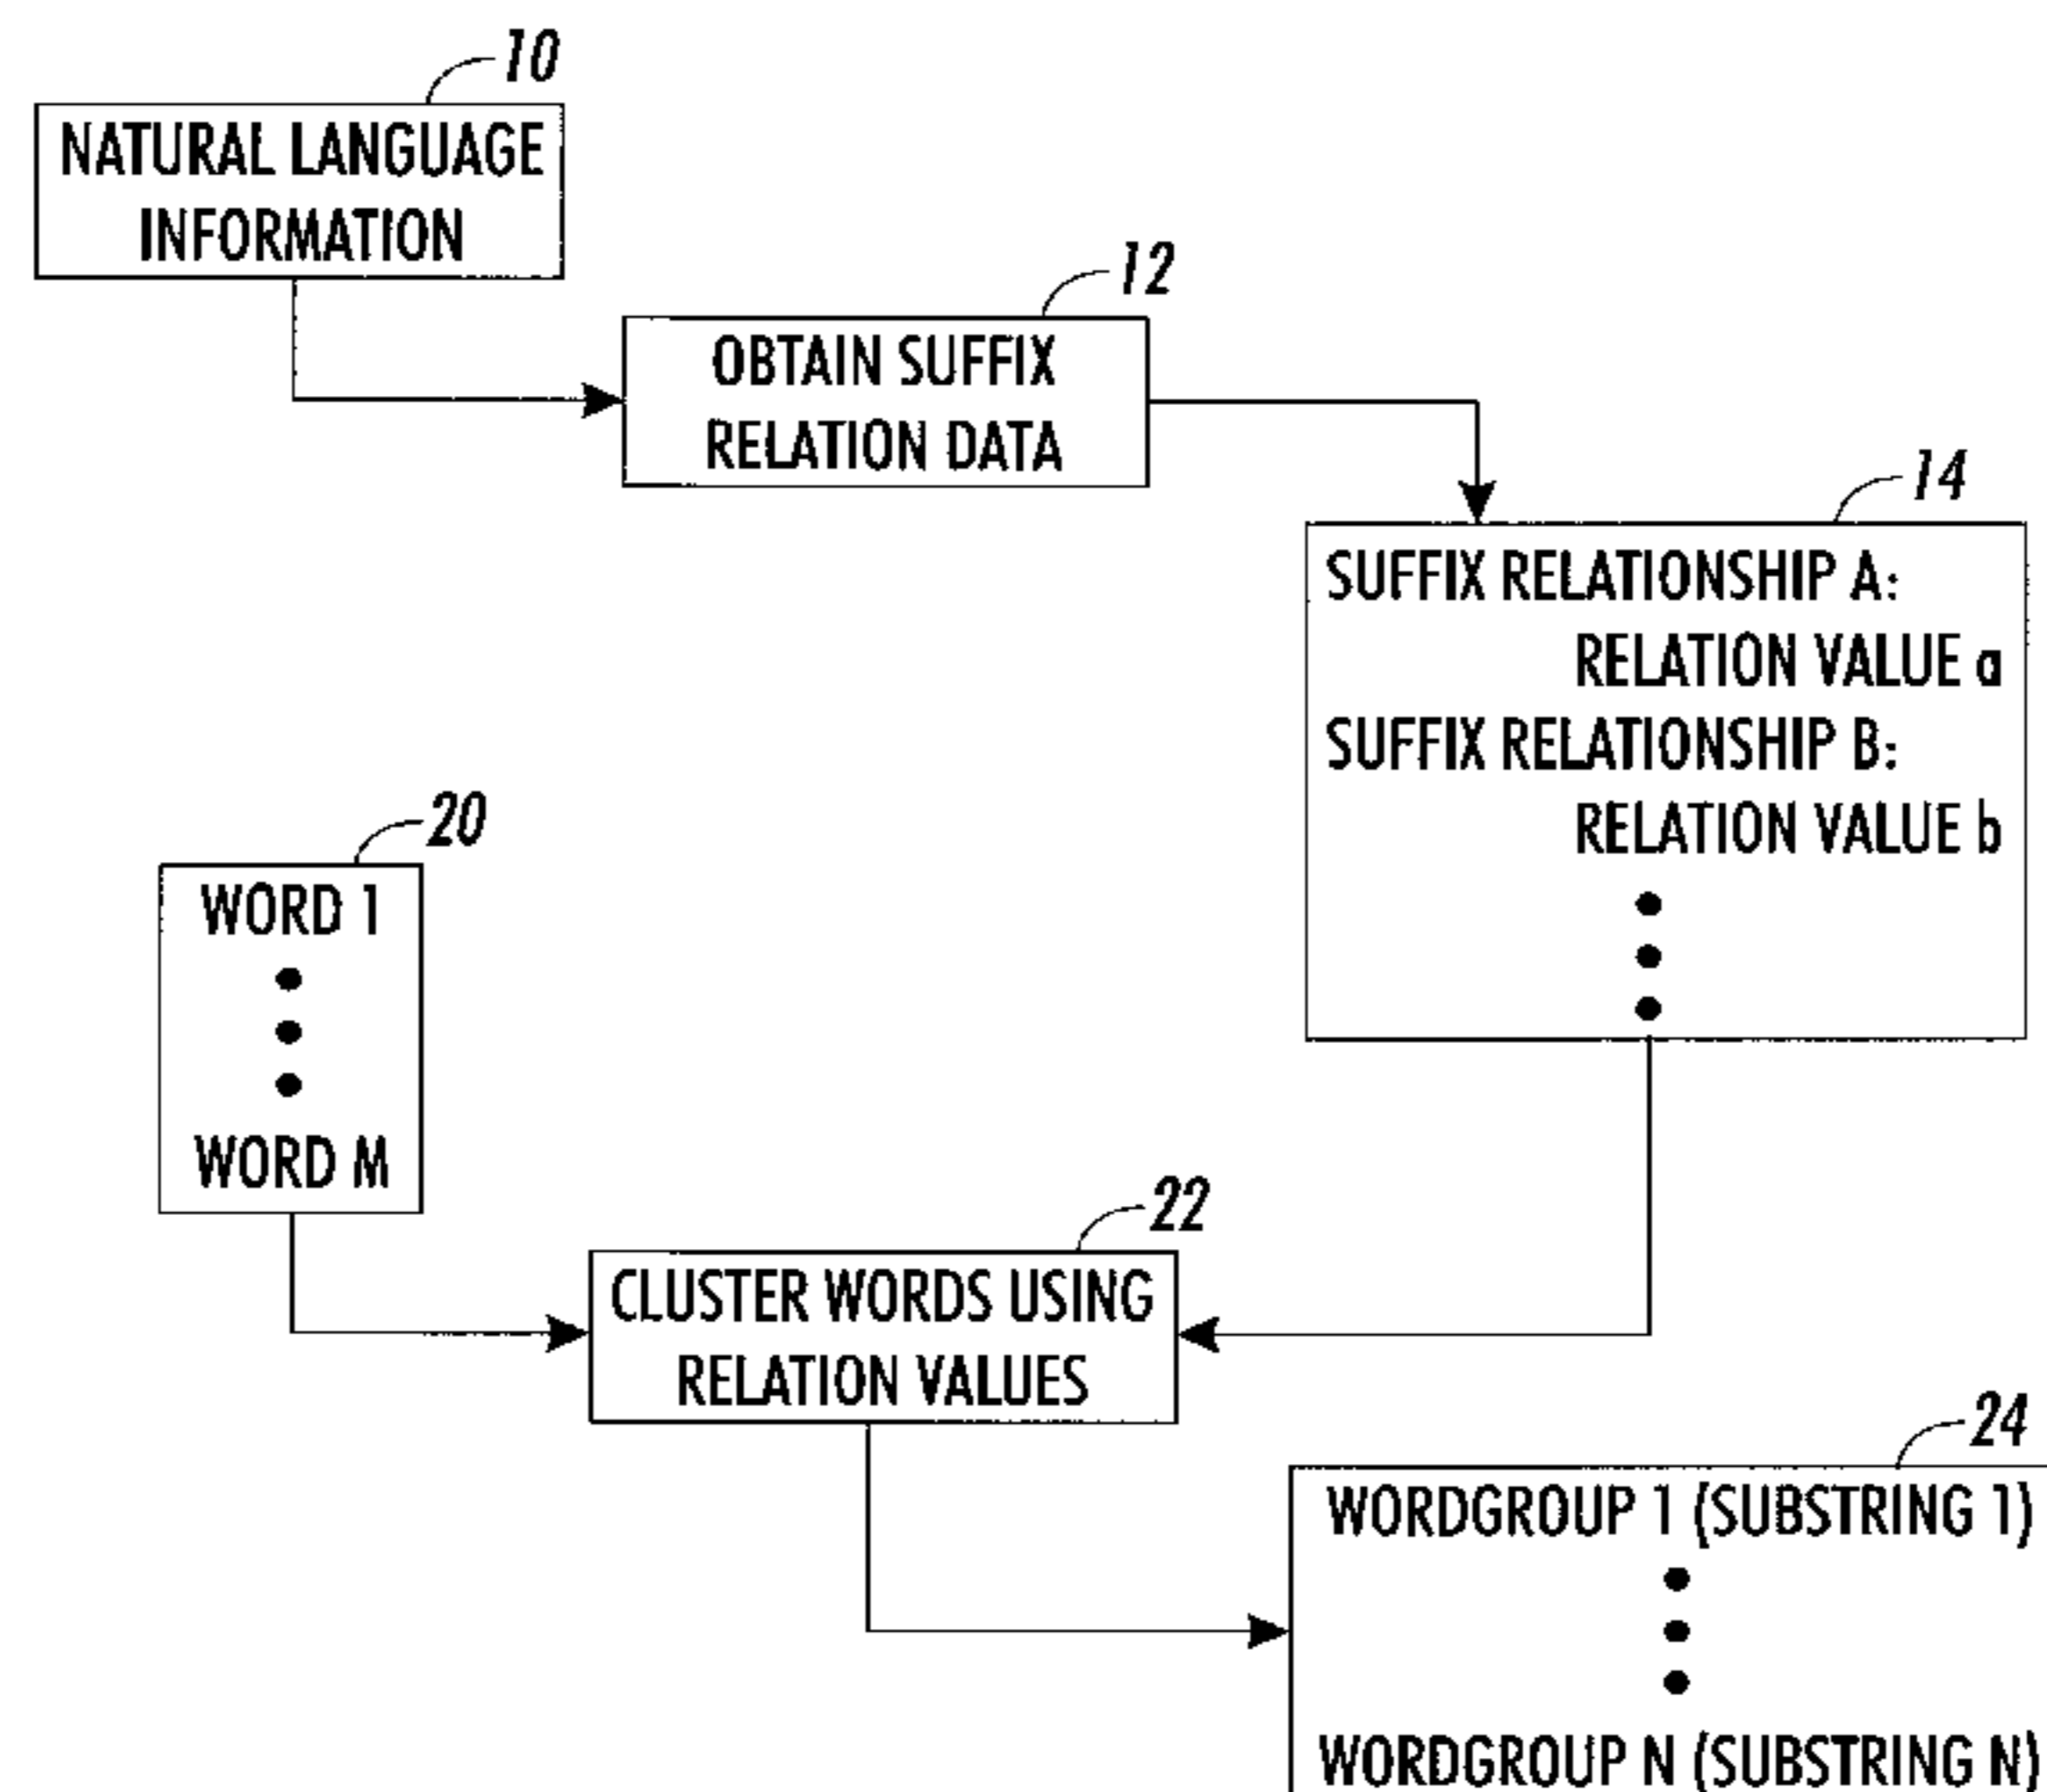 10
NATURAL LANGUAGE
INFORMATION
12
OBTAIN SUFFIX
RELATION DATA
14
SUFFIX RELATIONSHIP A:
RELATION VALUE a
SUFFIX RELATIONSHIP B:
RELATION VALUE b
20
WORD 1
WORD M
22
CLUSTER WORDS USING
RELATION VALUES
24
WORDGROUP 1 (SUBSTRING 1)
WORDGROUP N (SUBSTRING N)